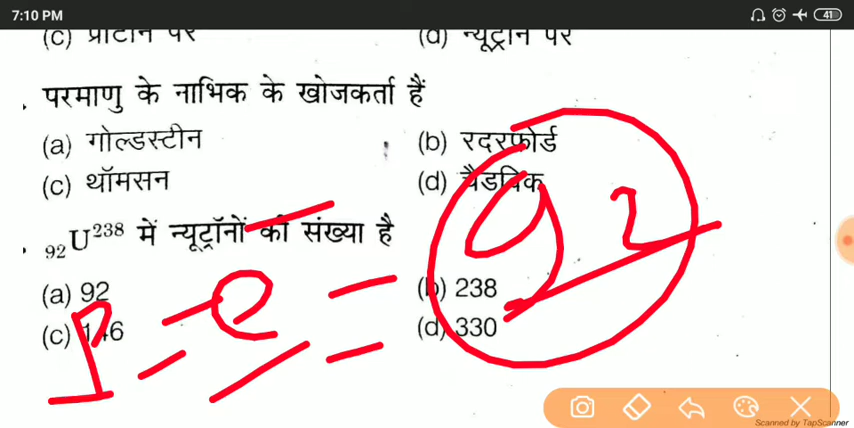 7:10 PM 41
(c) प्रोटॉन पर (d) न्यूट्रॉन पर
परमाणु के नाभिक के खोजकर्ता हैं
(a) गोल्डस्टीन (b) रदरफोर्ड
(c) थॉमसन (d) चैडविक
₉₂U²³⁸ में न्यूट्रॉनों की संख्या है
(a) 92 (b) 238
(c) 146 (d) 330
P = e = 92
Scanned by TapScanner